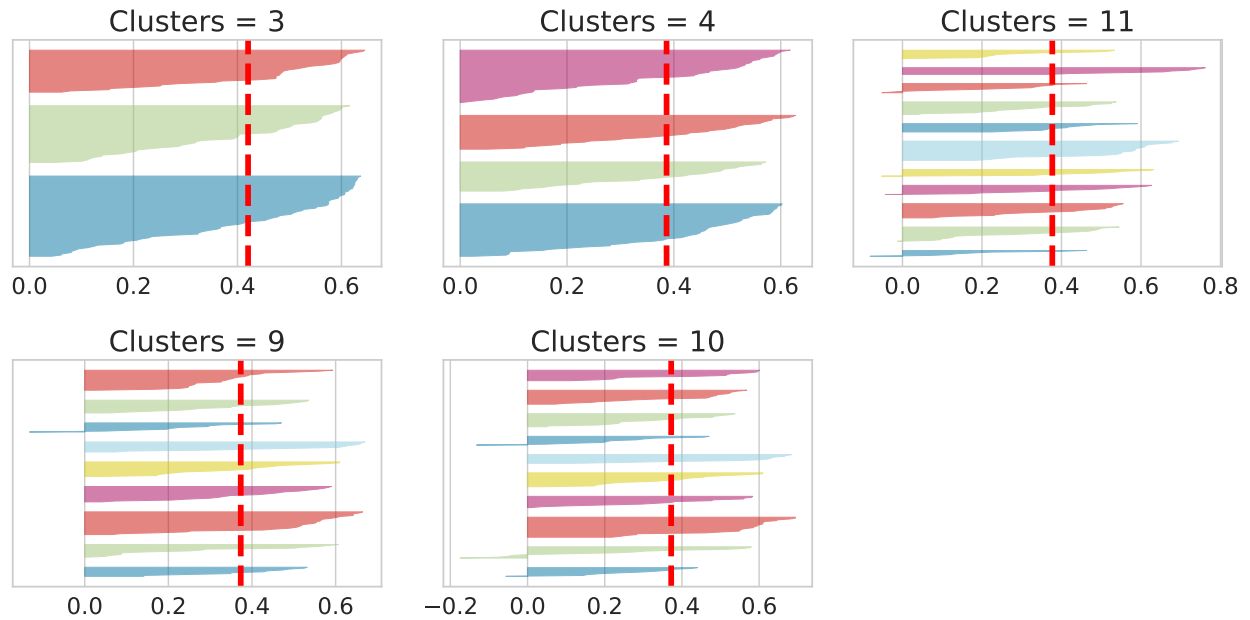 Clusters = 3
Clusters = 4
Clusters = 11
0.0 0.2 0.4 0.6
0.0 0.2 0.4 0.6
0.0 0.2 0.4 0.6 0.8
Clusters = 9
Clusters = 10
0.0 0.2 0.4 0.6
−0.2 0.0 0.2 0.4 0.6